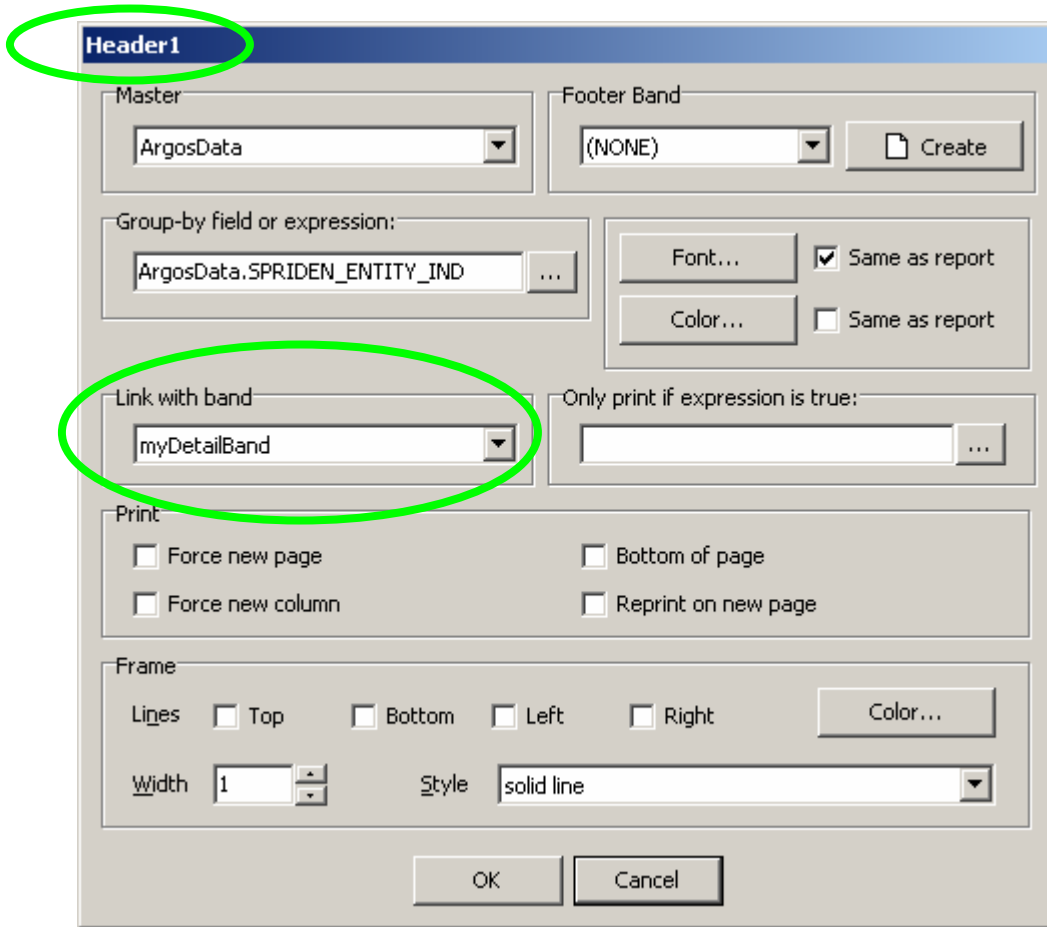 Header1
Master
Footer Band
ArgosData
(NONE)
Create
Group-by field or expression:
ArgosData.SPRIDEN_ENTITY_IND
...
Font...
Same as report
Color...
Same as report
Link with band
Only print if expression is true:
myDetailBand
...
Print
Force new page
Bottom of page
Force new column
Reprint on new page
Frame
Lines
Top
Bottom
Left
Right
Color...
Width
1
Style
solid line
OK
Cancel